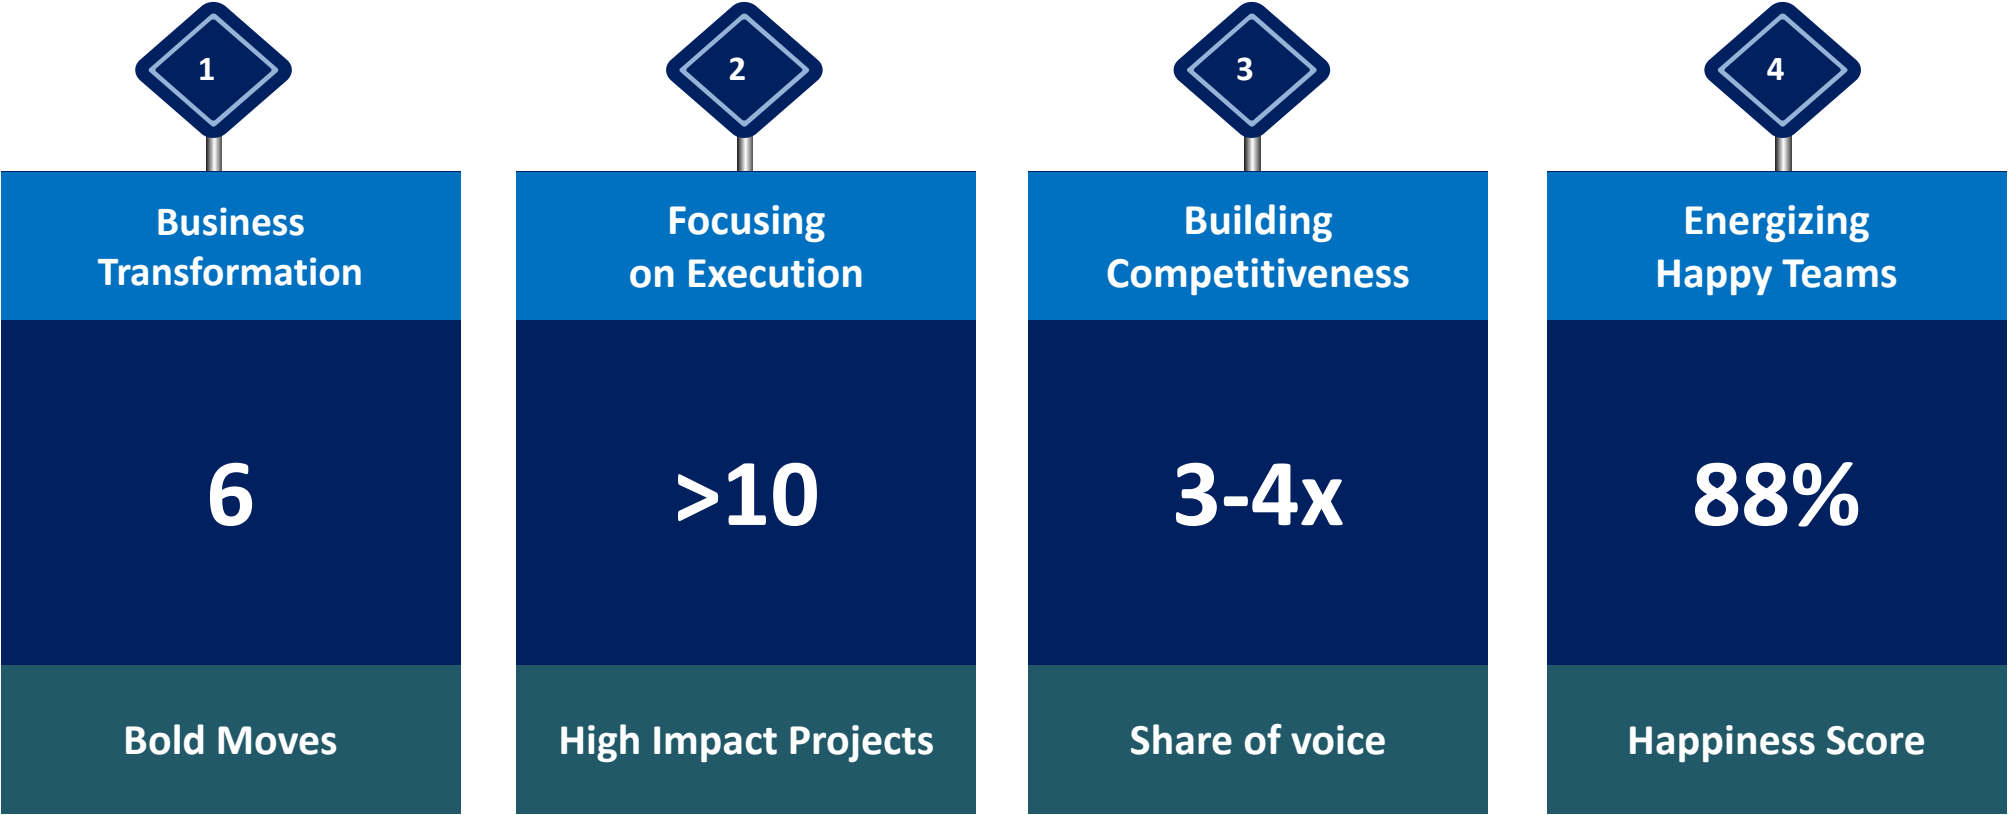 1
Business
Transformation
6
Bold Moves
2
Focusing
on Execution
>10
High Impact Projects
3
Building
Competitiveness
3-4x
Share of voice
4
Energizing
Happy Teams
88%
Happiness Score